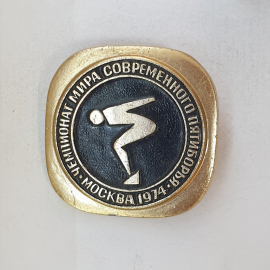 ЧЕМПИОНАТ МИРА СОВРЕМЕННОГО ПЯТИБОРЬЯ
• МОСКВА 1974 •